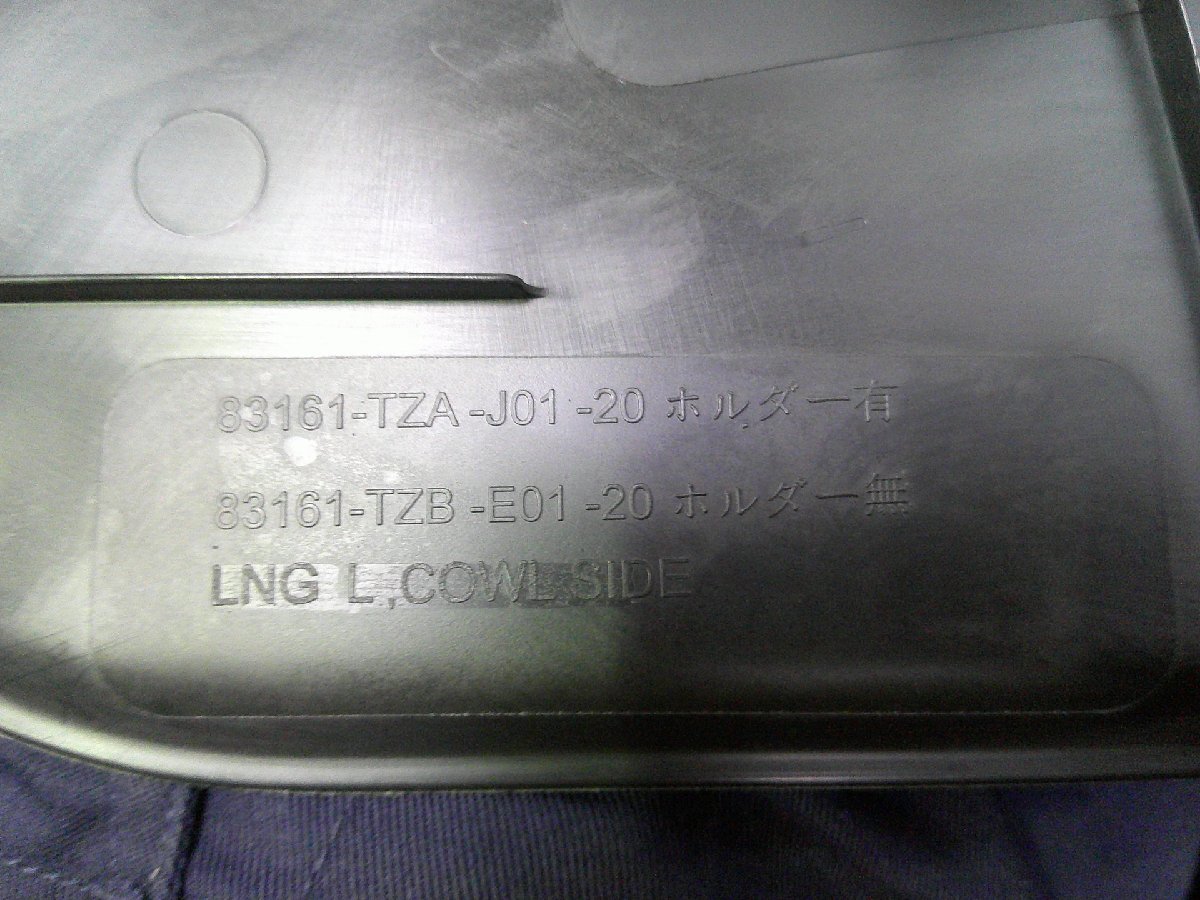 83161-TZA -J01 -20 ホルダー有
83161-TZB -E01 -20 ホルダー無
LNG L ,COWL SIDE